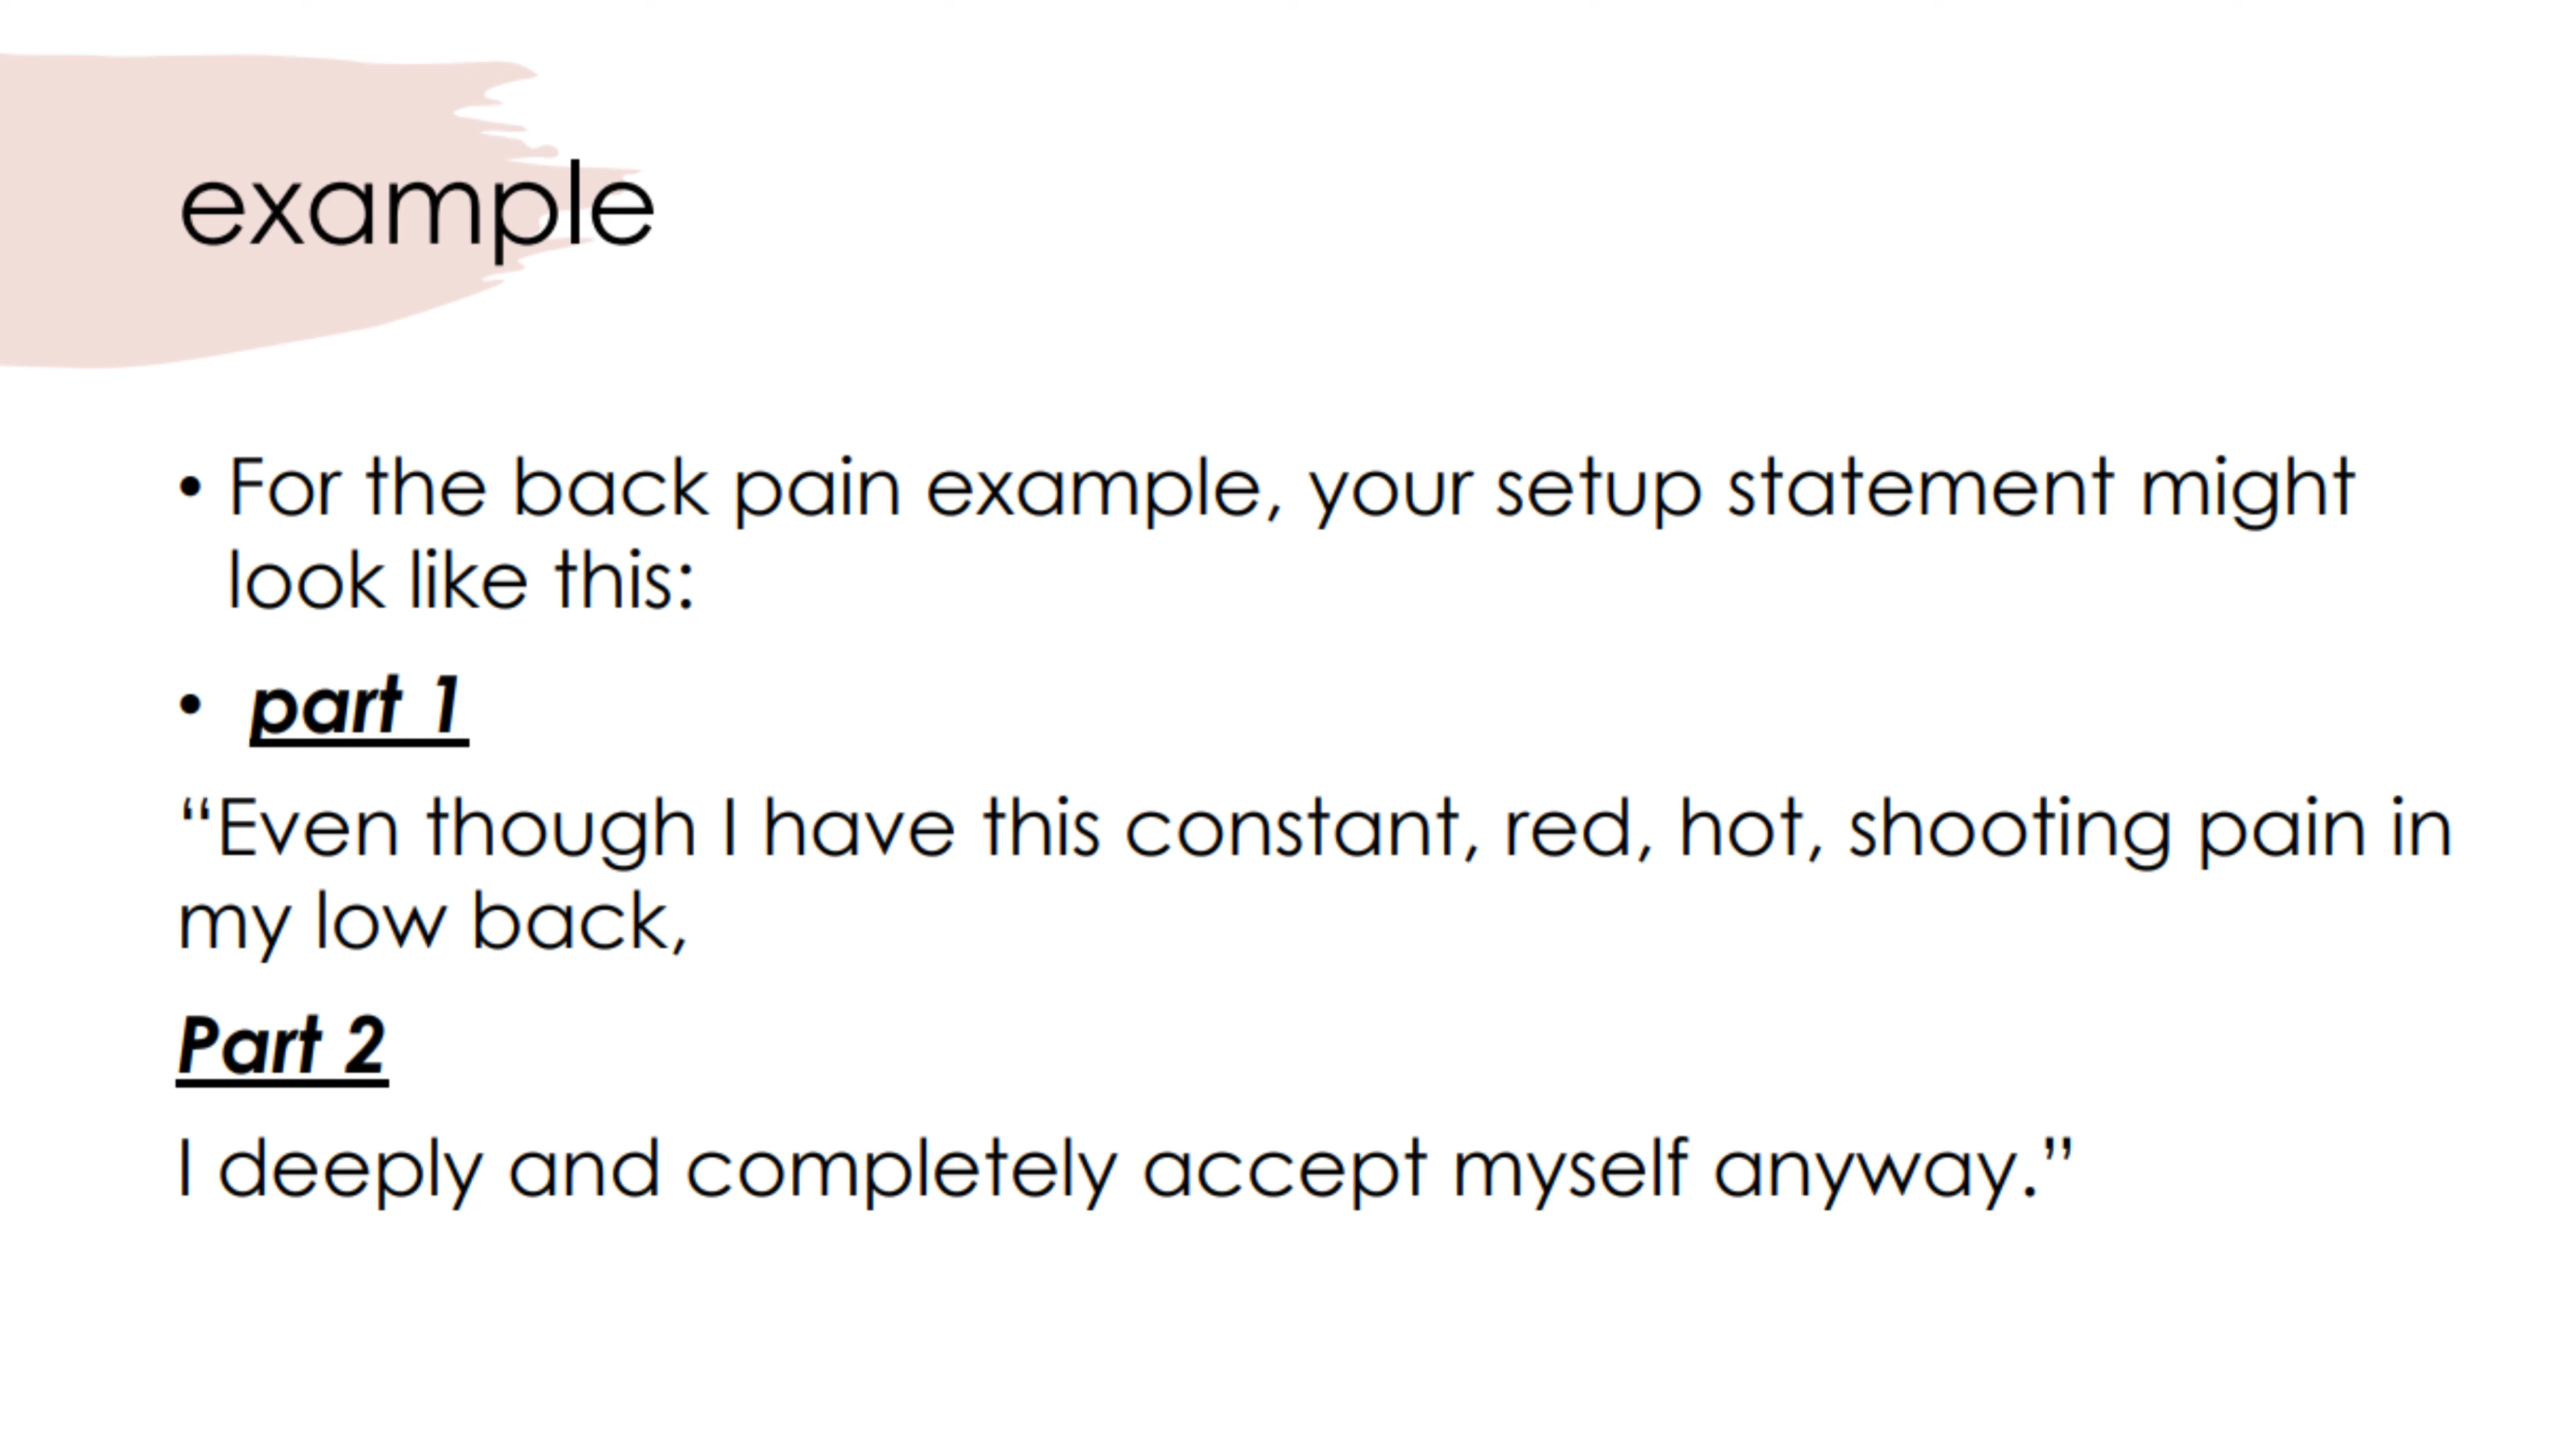 example
• For the back pain example, your setup statement might
look like this:
• part 1
“Even though I have this constant, red, hot, shooting pain in
my low back,
Part 2
I deeply and completely accept myself anyway.”